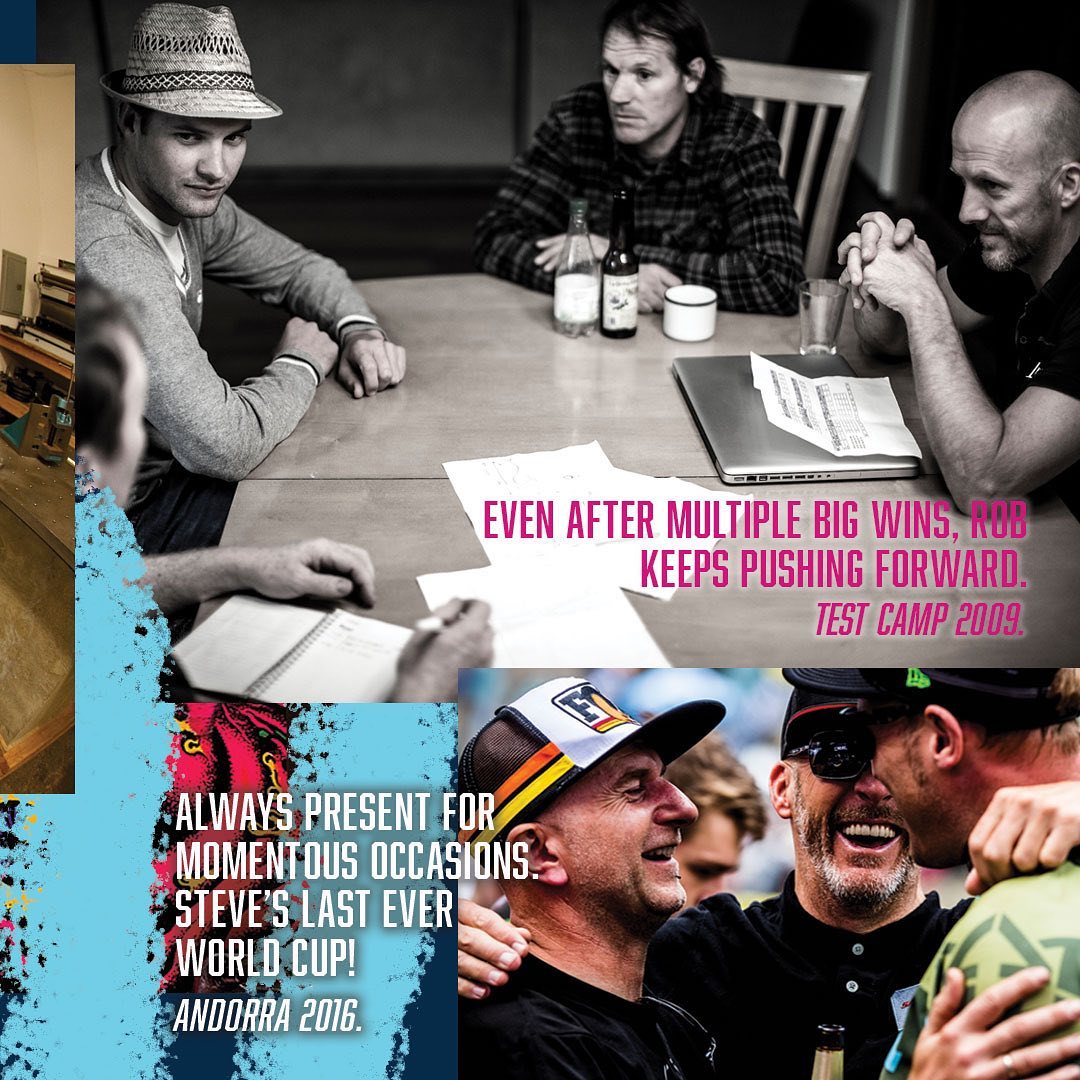 EVEN AFTER MULTIPLE BIG WINS, ROB
KEEPS PUSHING FORWARD.
TEST CAMP 2009.
ALWAYS PRESENT FOR
MOMENTOUS OCCASIONS.
STEVE'S LAST EVER
WORLD CUP!
ANDORRA 2016.